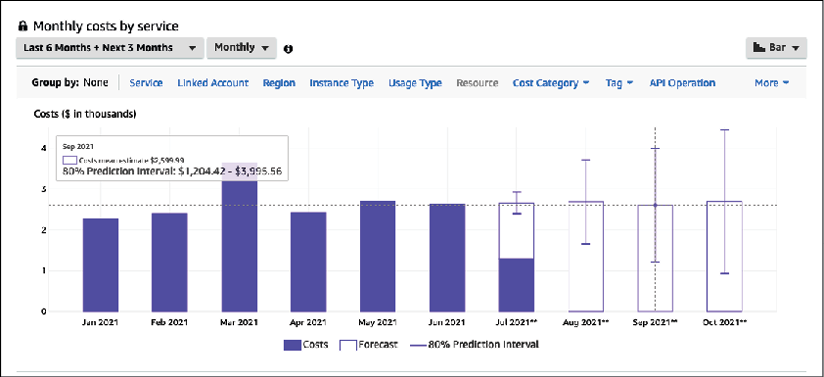 Monthly costs by service
Last 6 Months + Next 3 Months Monthly Bar
Group by: None Service Linked Account Region Instance Type Usage Type Resource Cost Category Tag API Operation More
Costs ($ in thousands)
Sep 2021
Costs mean estimate $2,599.99
80% Prediction Interval: $1,204.42 - $3,995.56
4
3
2
1
0
Jan 2021 Feb 2021 Mar 2021 Apr 2021 May 2021 Jun 2021 Jul 2021** Aug 2021** Sep 2021** Oct 2021**
Costs Forecast 80% Prediction Interval